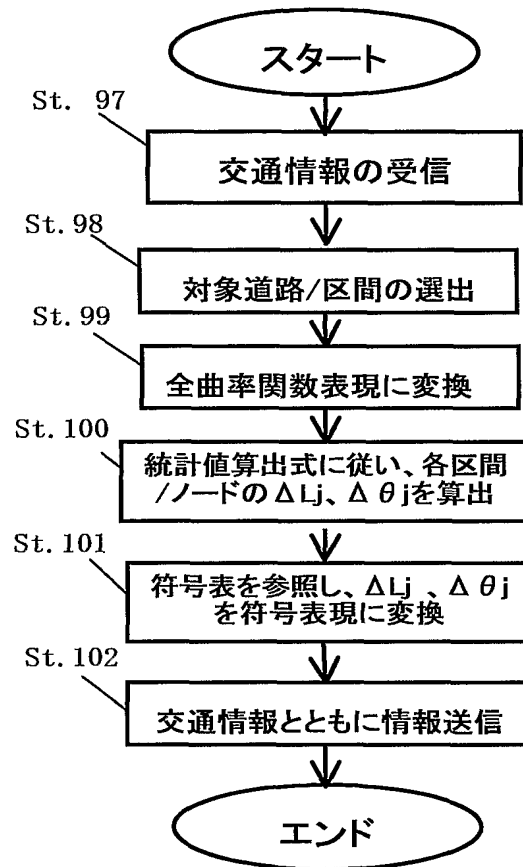 スタート
St. 97
交通情報の受信
St. 98
対象道路/区間の選出
St. 99
全曲率関数表現に変換
St. 100
統計値算出式に従い、各区間
/ノードのΔLj、Δθjを算出
St. 101
符号表を参照し、ΔLj 、Δθj
を符号表現に変換
St. 102
交通情報とともに情報送信
エンド